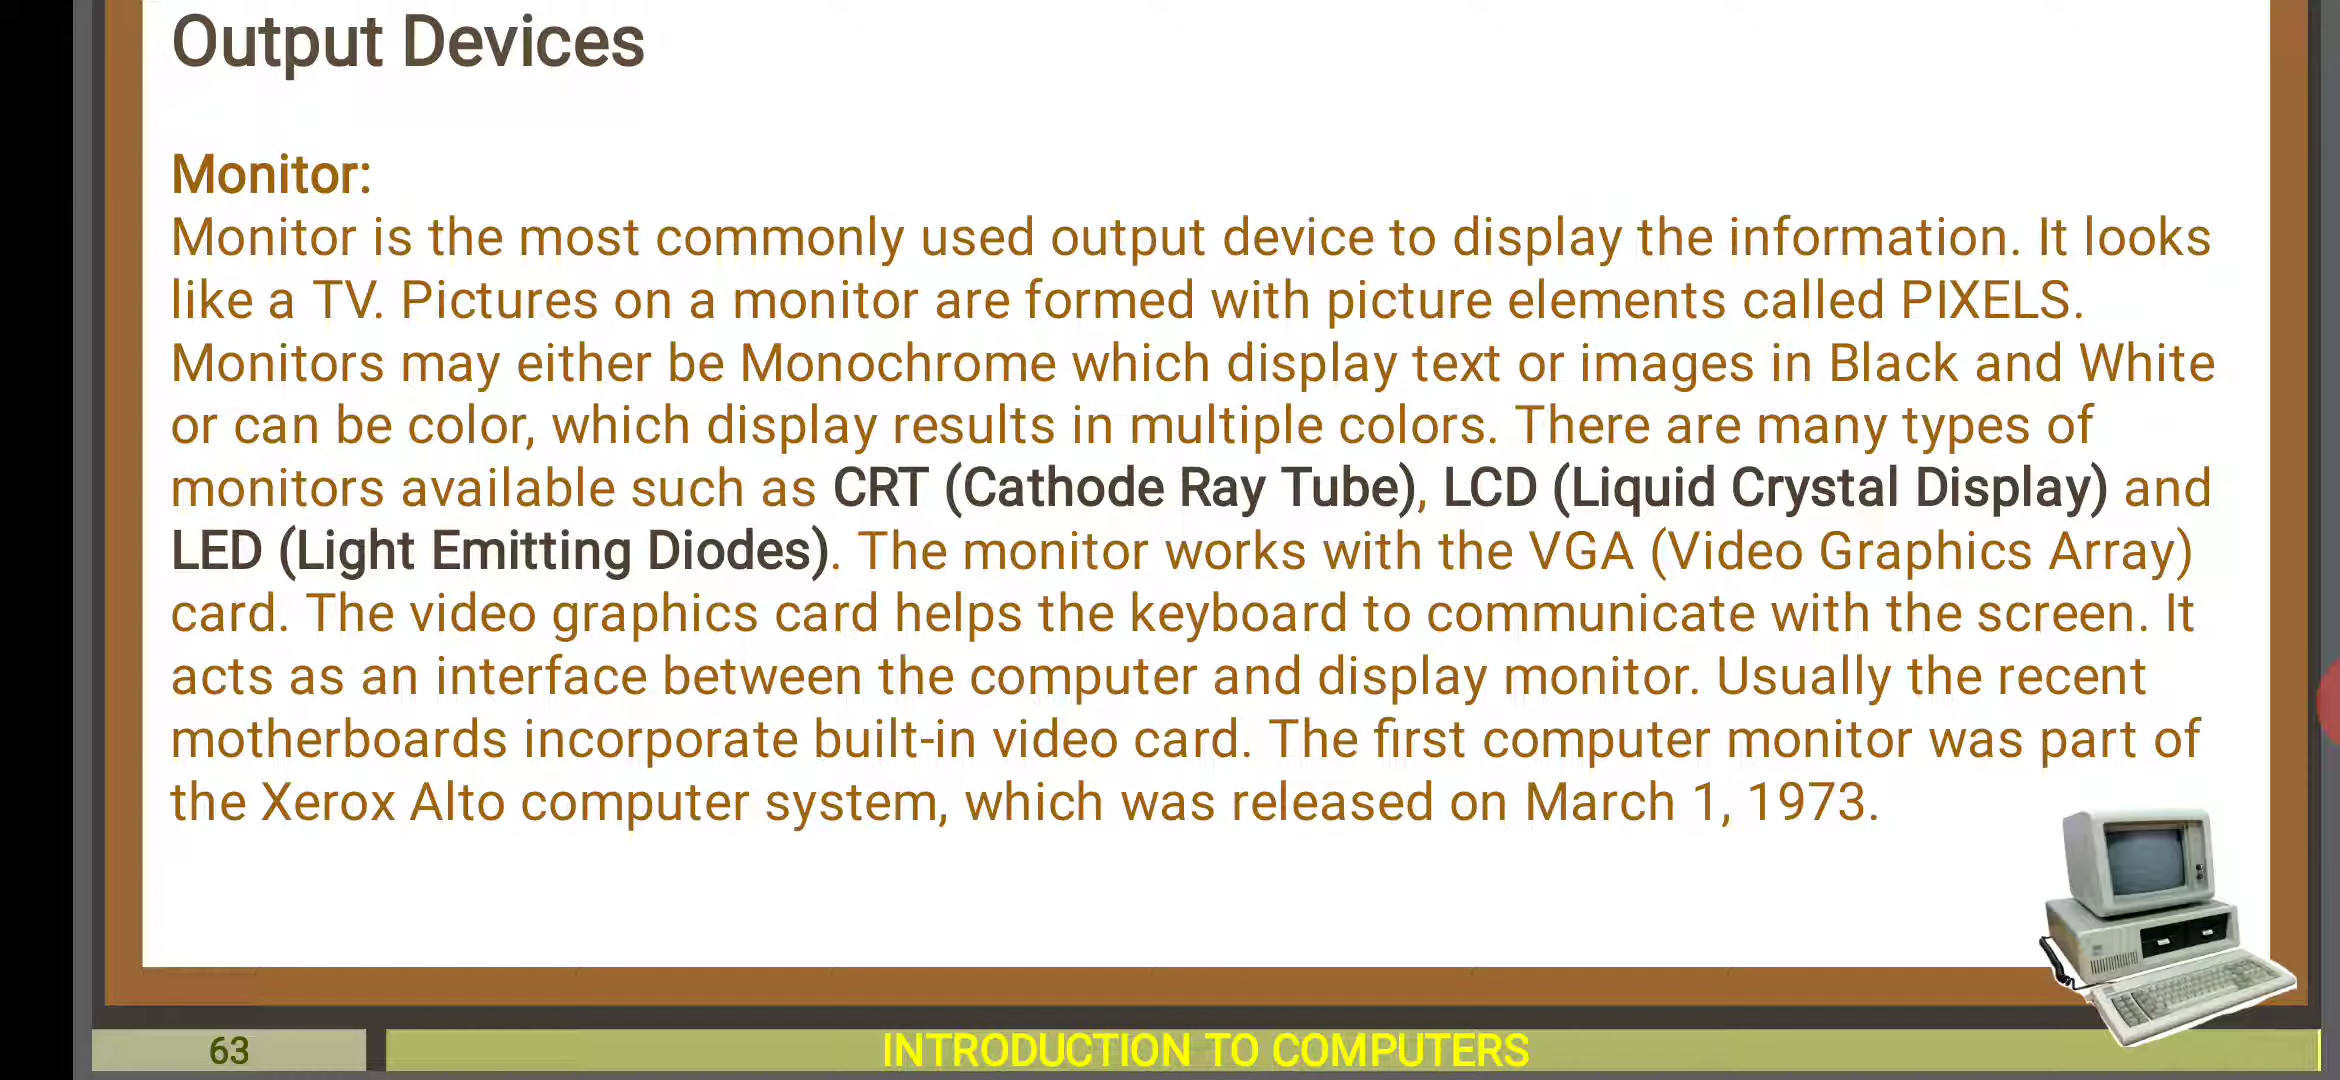 Output Devices
Monitor:
Monitor is the most commonly used output device to display the information. It looks
like a TV. Pictures on a monitor are formed with picture elements called PIXELS.
Monitors may either be Monochrome which display text or images in Black and White
or can be color, which display results in multiple colors. There are many types of
monitors available such as CRT (Cathode Ray Tube), LCD (Liquid Crystal Display) and
LED (Light Emitting Diodes). The monitor works with the VGA (Video Graphics Array)
card. The video graphics card helps the keyboard to communicate with the screen. It
acts as an interface between the computer and display monitor. Usually the recent
motherboards incorporate built-in video card. The first computer monitor was part of
the Xerox Alto computer system, which was released on March 1, 1973.
63
INTRODUCTION TO COMPUTERS